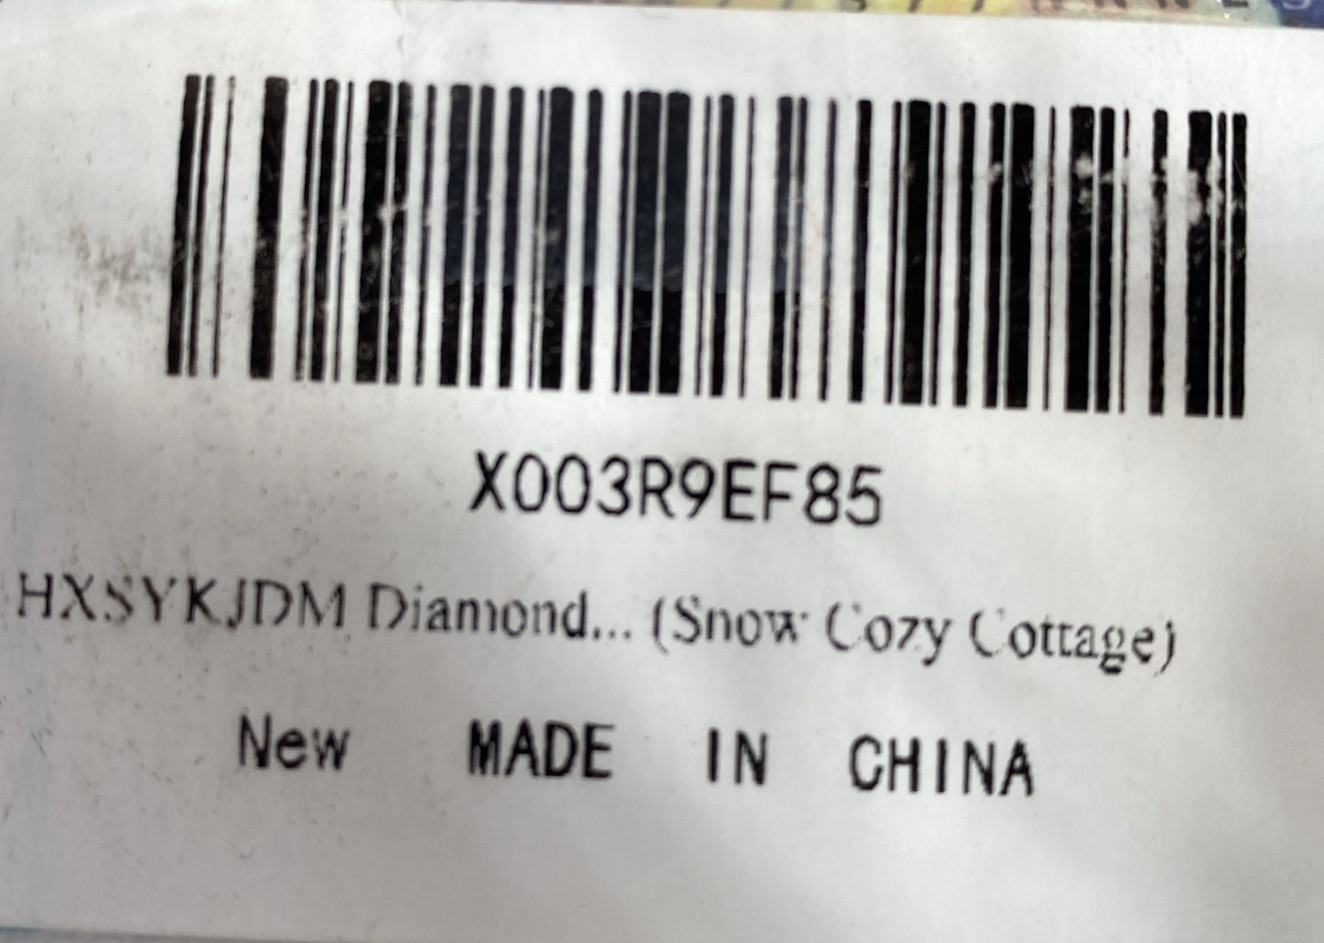 X003R9EF85
HXSYKJDM Diamond... (Snow Cozy Cottage)
New MADE IN CHINA